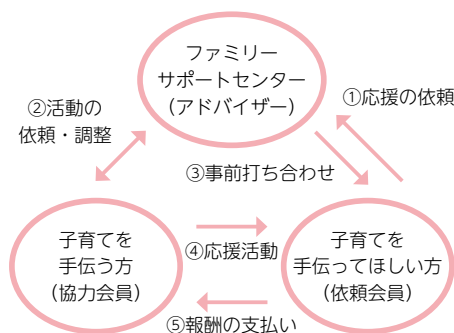 ファミリー
サポートセンター
（アドバイザー）
①応援の依頼
②活動の
依頼・調整
③事前打ち合わせ
子育てを
手伝う方
（協力会員）
④応援活動
子育てを
手伝ってほしい方
（依頼会員）
⑤報酬の支払い